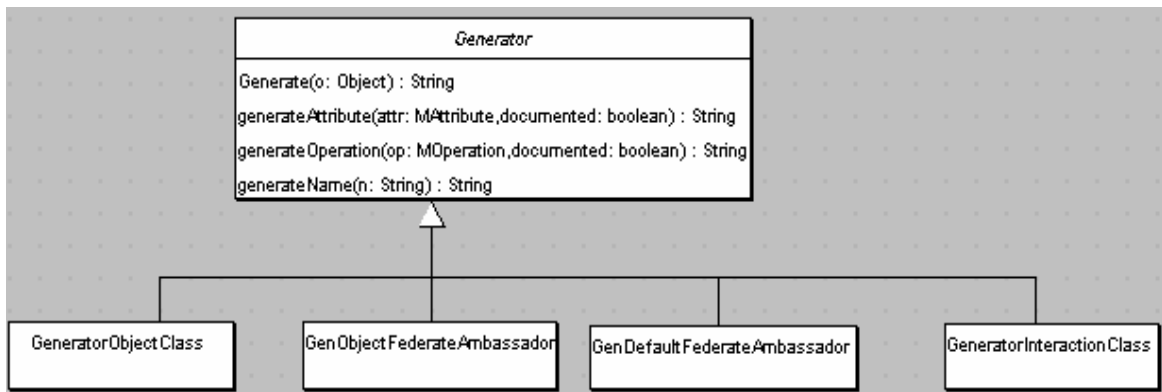 Generator
Generate(o: Object) : String
generateAttribute(attr: MAttribute,documented: boolean) : String
generateOperation(op: MOperation,documented: boolean) : String
generateName(n: String) : String
GeneratorObjectClass
GenObjectFederateAmbassador
GenDefaultFederateAmbassador
GeneratorInteractionClass